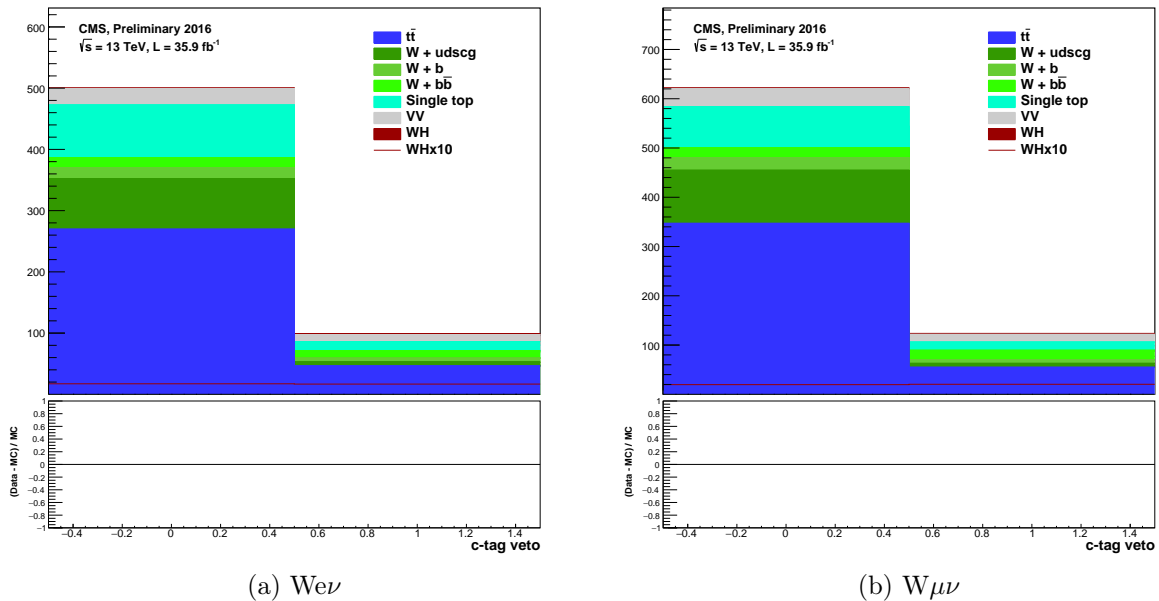 CMS, Preliminary 2016
√s = 13 TeV, L = 35.9 fb⁻¹
tt̄
W + udscg
W + b
W + bb̄
Single top
VV
WH
WHx10
600
500
400
300
200
100
(Data - MC) / MC
1
0.8
0.6
0.4
0.2
0
−0.2
−0.4
−0.6
−0.8
−1
−0.4 −0.2 0 0.2 0.4 0.6 0.8 1 1.2 1.4
c-tag veto
(a) Weν
CMS, Preliminary 2016
√s = 13 TeV, L = 35.9 fb⁻¹
tt̄
W + udscg
W + b
W + bb̄
Single top
VV
WH
WHx10
700
600
500
400
300
200
100
(Data - MC) / MC
1
0.8
0.6
0.4
0.2
0
−0.2
−0.4
−0.6
−0.8
−1
−0.4 −0.2 0 0.2 0.4 0.6 0.8 1 1.2 1.4
c-tag veto
(b) Wμν